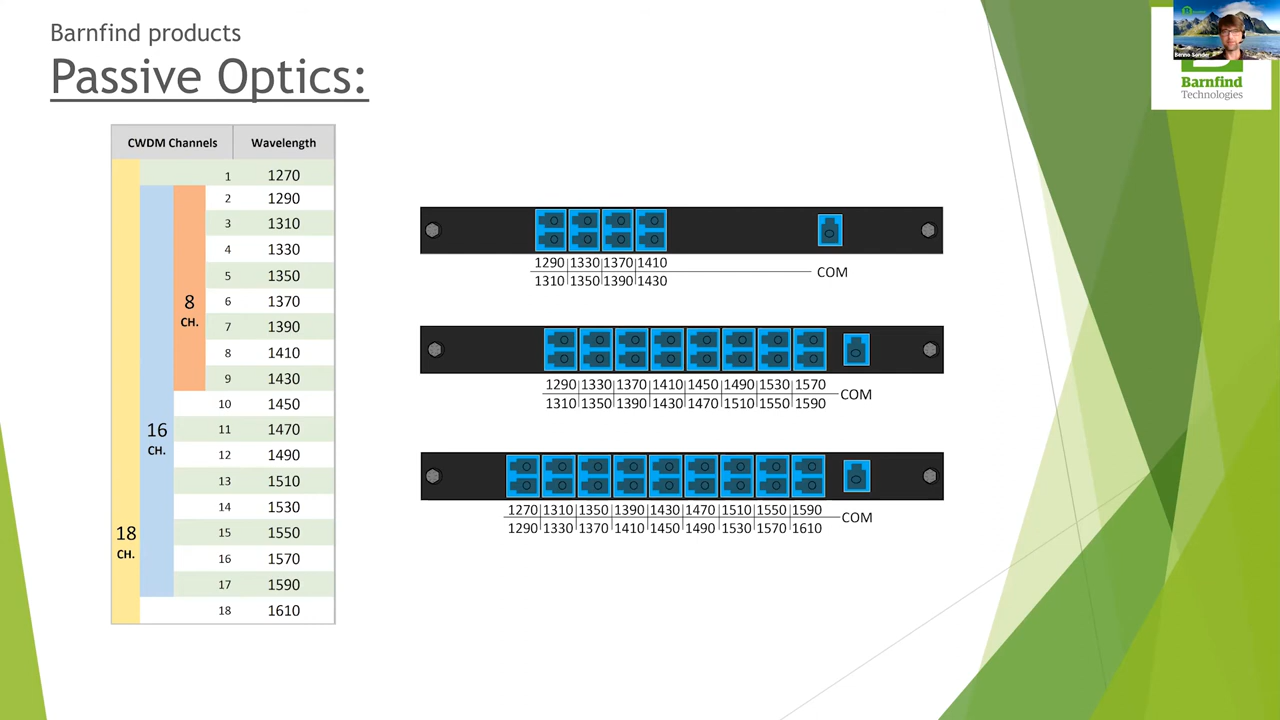 Barnfind products
Passive Optics:
CWDM Channels Wavelength
1 1270
2 1290
3 1310
4 1330
5 1350
6 1370
7 1390
8 1410
9 1430
10 1450
11 1470
12 1490
13 1510
14 1530
15 1550
16 1570
17 1590
18 1610
8
CH.
16
CH.
18
CH.
1290 1330 1370 1410
1310 1350 1390 1430
COM
1290 1330 1370 1410 1450 1490 1530 1570
1310 1350 1390 1430 1470 1510 1550 1590
COM
1270 1310 1350 1390 1430 1470 1510 1550 1590
1290 1330 1370 1410 1450 1490 1530 1570 1610
COM
Barnfind
Technologies